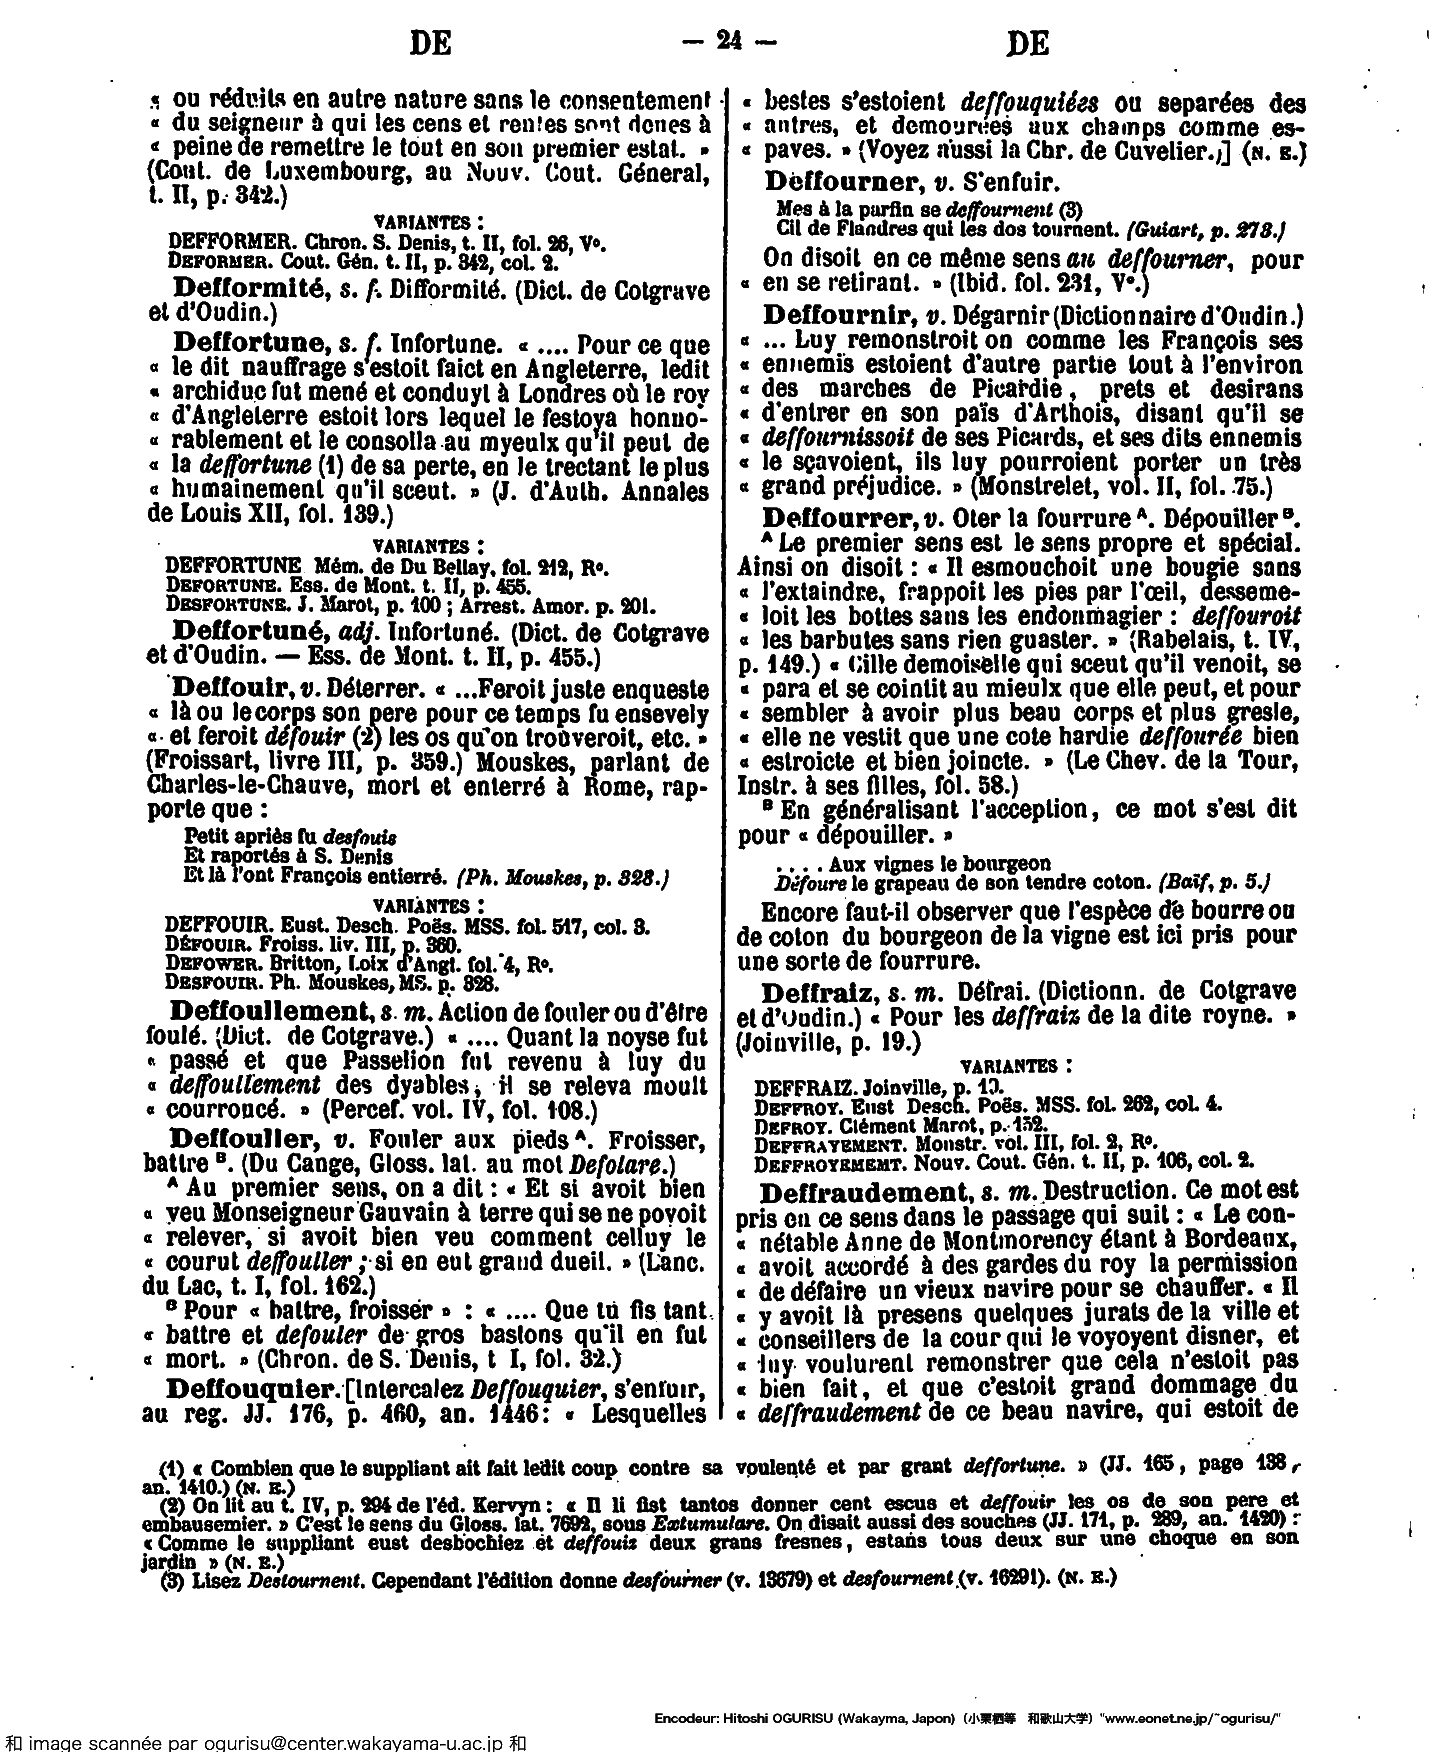 DE — 24 — DE
« ou réduits en autre nature sans le consentement
« du seigneur à qui les cens et rentes sont denes à
« peine de remettre le tout en son premier estat. »
(Cout. de Luxembourg, au Nouv. Cout. Géneral,
t. II, p. 342.)
VARIANTES :
DEFFORMER. Chron. S. Denis, t. II, fol. 26, V°.
DEFORMER. Cout. Gén. t. II, p. 342, col. 2.
Defformité, s. f. Difformité. (Dict. de Cotgrave
et d'Oudin.)
Deffortune, s. f. Infortune. « .... Pour ce que
« le dit nauffrage s'estoit faict en Angleterre, ledit
« archiduc fut mené et conduyt à Londres où le roy
« d'Angleterre estoit lors lequel le festoya honno-
« rablement et le consolla au myeulx qu'il peut de
« la deffortune (1) de sa perte, en le trectant le plus
« humainement qu'il sceut. » (J. d'Auth. Annales
de Louis XII, fol. 139.)
VARIANTES :
DEFFORTUNE Mém. de Du Bellay, fol. 212, R°.
DEFORTUNE. Ess. de Mont. t. II, p. 455.
DESFORTUNE. J. Marot, p. 100 ; Arrest. Amor. p. 201.
Deffortuné, adj. Infortuné. (Dict. de Cotgrave
et d'Oudin. — Ess. de Mont. t. II, p. 455.)
Deffouir, v. Déterrer. « ...Feroit juste enqueste
« là ou le corps son pere pour ce temps fu ensevely
« et feroit défouir (2) les os qu'on trouveroit, etc. »
(Froissart, livre III, p. 359.) Mouskes, parlant de
Charles-le-Chauve, mort et enterré à Rome, rap-
porte que :
Petit apriès fu desfouis
Et raportés à S. Denis
Et là l'ont François entierré. (Ph. Mouskes, p. 328.)
VARIANTES :
DEFFOUIR. Eust. Desch. Poës. MSS. fol. 517, col. 3.
DÉFOUIR. Froiss. liv. III, p. 360.
DEFOWER. Britton, Loix d'Angl. fol. 4, R°.
DESFOUIR. Ph. Mouskes, MS. p. 328.
Deffoullement, s. m. Action de fouler ou d'être
foulé. (Dict. de Cotgrave.) « .... Quant la noyse fut
« passé et que Passelion fut revenu à luy du
« deffoullement des dyables, il se releva moult
« courroucé. » (Percef. vol. IV, fol. 108.)
Deffouller, v. Fouler aux pieds A. Froisser,
battre B. (Du Cange, Gloss. lat. au mot Defolare.)
A Au premier sens, on a dit : « Et si avoit bien
« veu Monseigneur Gauvain à terre qui se ne povoit
« relever, si avoit bien veu comment celluy le
« courut deffouller ; si en eut grand dueil. » (Lanc.
du Lac, t. I, fol. 162.)
B Pour « battre, froisser » : « .... Que tu fis tant
« battre et defouler de gros bastons qu'il en fut
« mort. » (Chron. de S. Denis, t I, fol. 32.)
Deffouquier. [Intercalez Deffouquier, s'enfuir,
au reg. JJ. 176, p. 460, an. 1446 : « Lesquelles
« bestes s'estoient deffouquiées ou separées des
« autres, et demourées aux champs comme es-
« paves. » (Voyez aussi la Chr. de Cuvelier.)] (N. E.)
Deffourner, v. S'enfuir.
Mes à la parfin se deffournent (3)
Cil de Flandres qui les dos tournent. (Guiart, p. 273.)
On disoit en ce même sens au deffourner, pour
« en se retirant. » (Ibid. fol. 231, V°.)
Deffournir, v. Dégarnir (Dictionnaire d'Oudin.)
« ... Luy remonstroit on comme les François ses
« ennemis estoient d'autre partie tout à l'environ
« des marches de Picardie, prets et desirans
« d'entrer en son païs d'Arthois, disant qu'il se
« deffournissoit de ses Picards, et ses dits ennemis
« le sçavoient, ils luy pourroient porter un très
« grand préjudice. » (Monstrelet, vol. II, fol. 75.)
Deffourrer, v. Oter la fourrure A. Dépouiller B.
A Le premier sens est le sens propre et spécial.
Ainsi on disoit : « Il esmouchoit une bougie sans
« l'extaindre, frappoit les pies par l'œil, desseme-
« loit les bottes sans les endommagier : deffouroit
« les barbutes sans rien guaster. » (Rabelais, t. IV,
p. 149.) « Cille demoiselle qui sceut qu'il venoit, se
« para et se cointit au mieulx que elle peut, et pour
« sembler à avoir plus beau corps et plus gresle,
« elle ne vestit que une cote hardie deffourée bien
« estroicte et bien joincte. » (Le Chev. de la Tour,
Instr. à ses filles, fol. 58.)
B En généralisant l'acception, ce mot s'est dit
pour « dépouiller. »
.... Aux vignes le bourgeon
Défoure le grapeau de son tendre coton. (Baïf, p. 5.)
Encore faut-il observer que l'espèce de bourre ou
de coton du bourgeon de la vigne est ici pris pour
une sorte de fourrure.
Deffraiz, s. m. Défrai. (Dictionn. de Cotgrave
et d'Oudin.) « Pour les deffraiz de la dite royne. »
(Joinville, p. 19.)
VARIANTES :
DEFFRAIZ. Joinville, p. 19.
DEFFROY. Eust Desch. Poës. MSS. fol. 262, col. 4.
DEFROY. Clément Marot, p. 152.
DEFFRAYEMENT. Monstr. vol. III, fol. 2, R°.
DEFFROYEMEMT. Nouv. Cout. Gén. t. II, p. 106, col. 2.
Deffraudement, s. m. Destruction. Ce mot est
pris en ce sens dans le passage qui suit : « Le con-
« nétable Anne de Montmorency étant à Bordeaux,
« avoit accordé à des gardes du roy la permission
« de défaire un vieux navire pour se chauffer. « Il
« y avoit là presens quelques jurats de la ville et
« conseillers de la cour qui le voyoyent disner, et
« luy voulurent remonstrer que cela n'estoit pas
« bien fait, et que c'estoit grand dommage du
« deffraudement de ce beau navire, qui estoit de
(1) « Combien que le suppliant ait fait ledit coup contre sa voulenté et par grant deffortune. » (JJ. 165, page 138,
an. 1410.) (N. E.)
(2) On lit au t. IV, p. 294 de l'éd. Kervyn : « Il li fist tantos donner cent escus et deffouir les os de son pere et
embausemier. » C'est le sens du Gloss. lat. 7692, sous Extumulare. On disait aussi des souches (JJ. 171, p. 289, an. 1420) :
« Comme le suppliant eust desbochiez et deffouiz deux grans fresnes, estans tous deux sur une choque en son
jardin » (N. E.)
(3) Lisez Destournent. Cependant l'édition donne desfourner (v. 13679) et desfournent (v. 16291). (N. E.)
Encodeur: Hitoshi OGURISU (Wakayma, Japon) (小栗栖等 和歌山大学) "www.eonet.ne.jp/~ogurisu/"
和 image scannée par ogurisu@center.wakayama-u.ac.jp 和